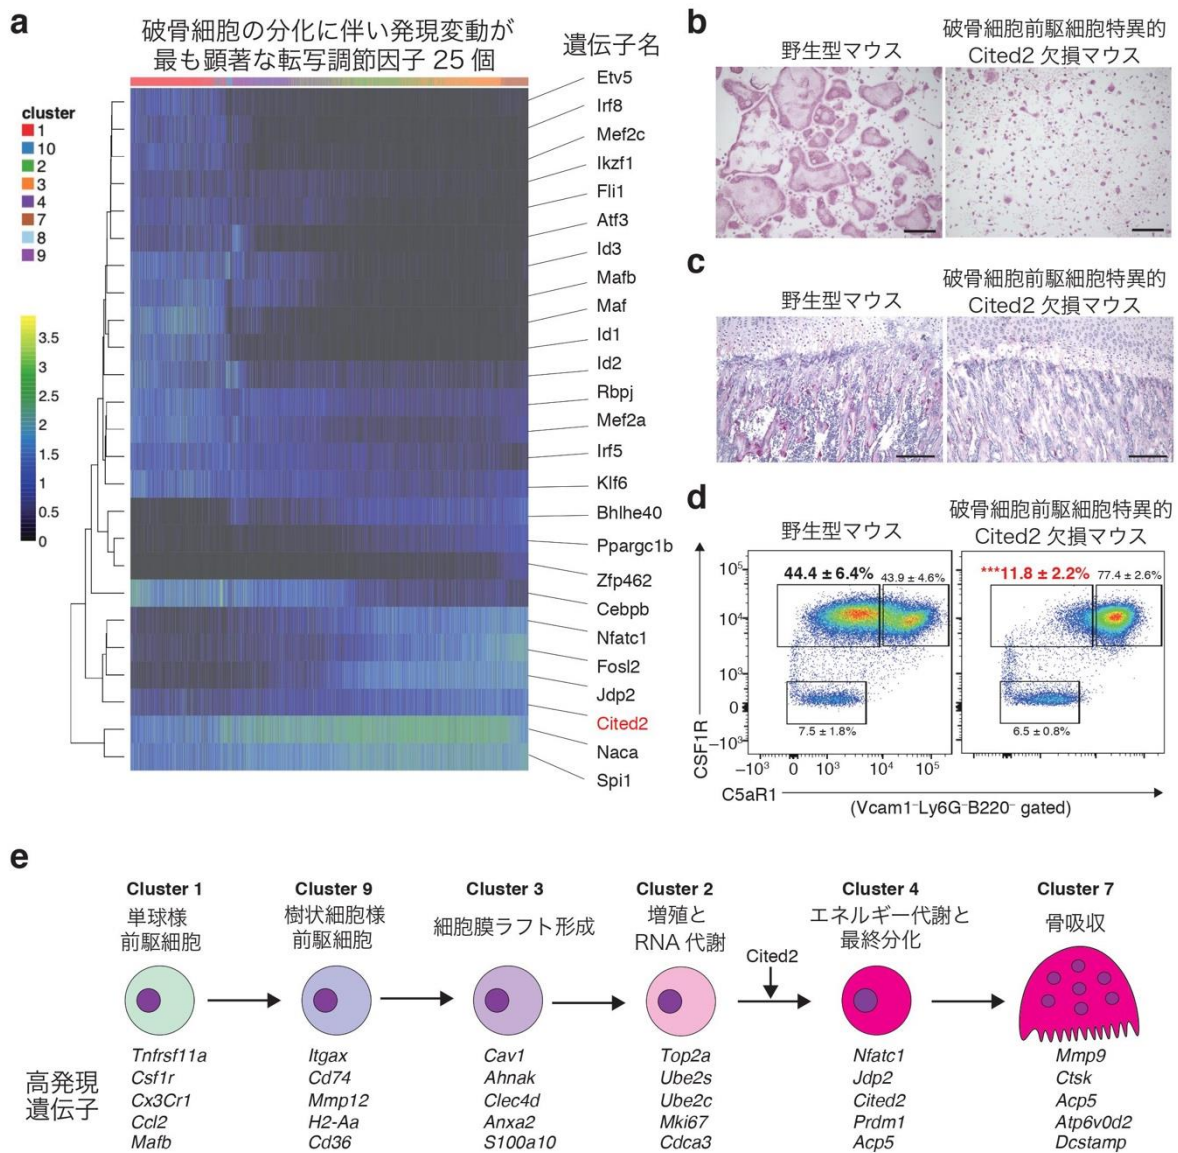 a
破骨細胞の分化に伴い発現変動が
最も顕著な転写調節因子 25 個
遺伝子名
cluster
1
10
2
3
4
7
8
9
3.5
3
2.5
2
1.5
1
0.5
0
Etv5
Irf8
Mef2c
Ikzf1
Fli1
Atf3
Id3
Mafb
Maf
Id1
Id2
Rbpj
Mef2a
Irf5
Klf6
Bhlhe40
Ppargc1b
Zfp462
Cebpb
Nfatc1
Fosl2
Jdp2
Cited2
Naca
Spi1
b
野生型マウス
破骨細胞前駆細胞特異的
Cited2 欠損マウス
c
野生型マウス
破骨細胞前駆細胞特異的
Cited2 欠損マウス
d
野生型マウス
破骨細胞前駆細胞特異的
Cited2 欠損マウス
44.4 ± 6.4%
43.9 ± 4.6%
7.5 ± 1.8%
***11.8 ± 2.2%
77.4 ± 2.6%
6.5 ± 0.8%
10⁵
10⁴
10³
0
−10³
CSF1R
−10³ 0 10³ 10⁴ 10⁵
C5aR1
(Vcam1⁻Ly6G⁻B220⁻ gated)
e
Cluster 1
単球様
前駆細胞
Cluster 9
樹状細胞様
前駆細胞
Cluster 3
細胞膜ラフト形成
Cluster 2
増殖と
RNA 代謝
Cited2
Cluster 4
エネルギー代謝と
最終分化
Cluster 7
骨吸収
高発現
遺伝子
Tnfrsf11a
Csf1r
Cx3Cr1
Ccl2
Mafb
Itgax
Cd74
Mmp12
H2-Aa
Cd36
Cav1
Ahnak
Clec4d
Anxa2
S100a10
Top2a
Ube2s
Ube2c
Mki67
Cdca3
Nfatc1
Jdp2
Cited2
Prdm1
Acp5
Mmp9
Ctsk
Acp5
Atp6v0d2
Dcstamp